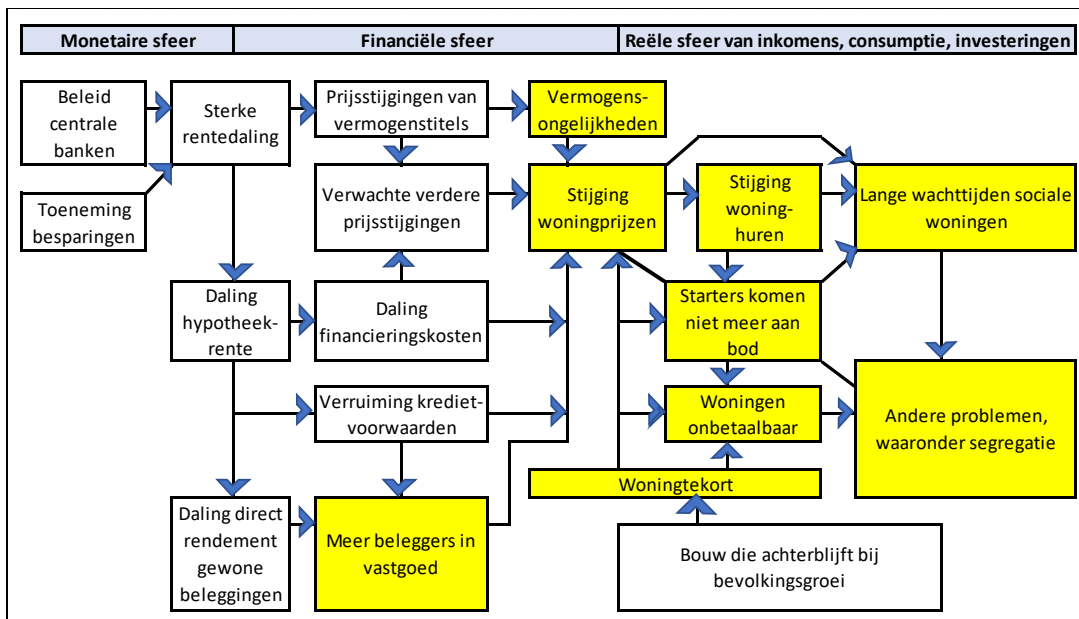 Monetaire sfeer
Financiële sfeer
Reële sfeer van inkomens, consumptie, investeringen
Beleid
centrale
banken
Sterke
rentedaling
Prijsstijgingen van
vermogenstitels
Vermogens-
ongelijkheden
Toeneming
besparingen
Verwachte verdere
prijsstijgingen
Stijging
woningprijzen
Stijging
woning-
huren
Lange wachttijden sociale
woningen
Daling
hypotheek-
rente
Daling
financieringskosten
Starters komen
niet meer aan
bod
Verruiming krediet-
voorwaarden
Woningen
onbetaalbaar
Andere problemen,
waaronder segregatie
Woningtekort
Daling direct
rendement
gewone
beleggingen
Meer beleggers in
vastgoed
Bouw die achterblijft bij
bevolkingsgroei